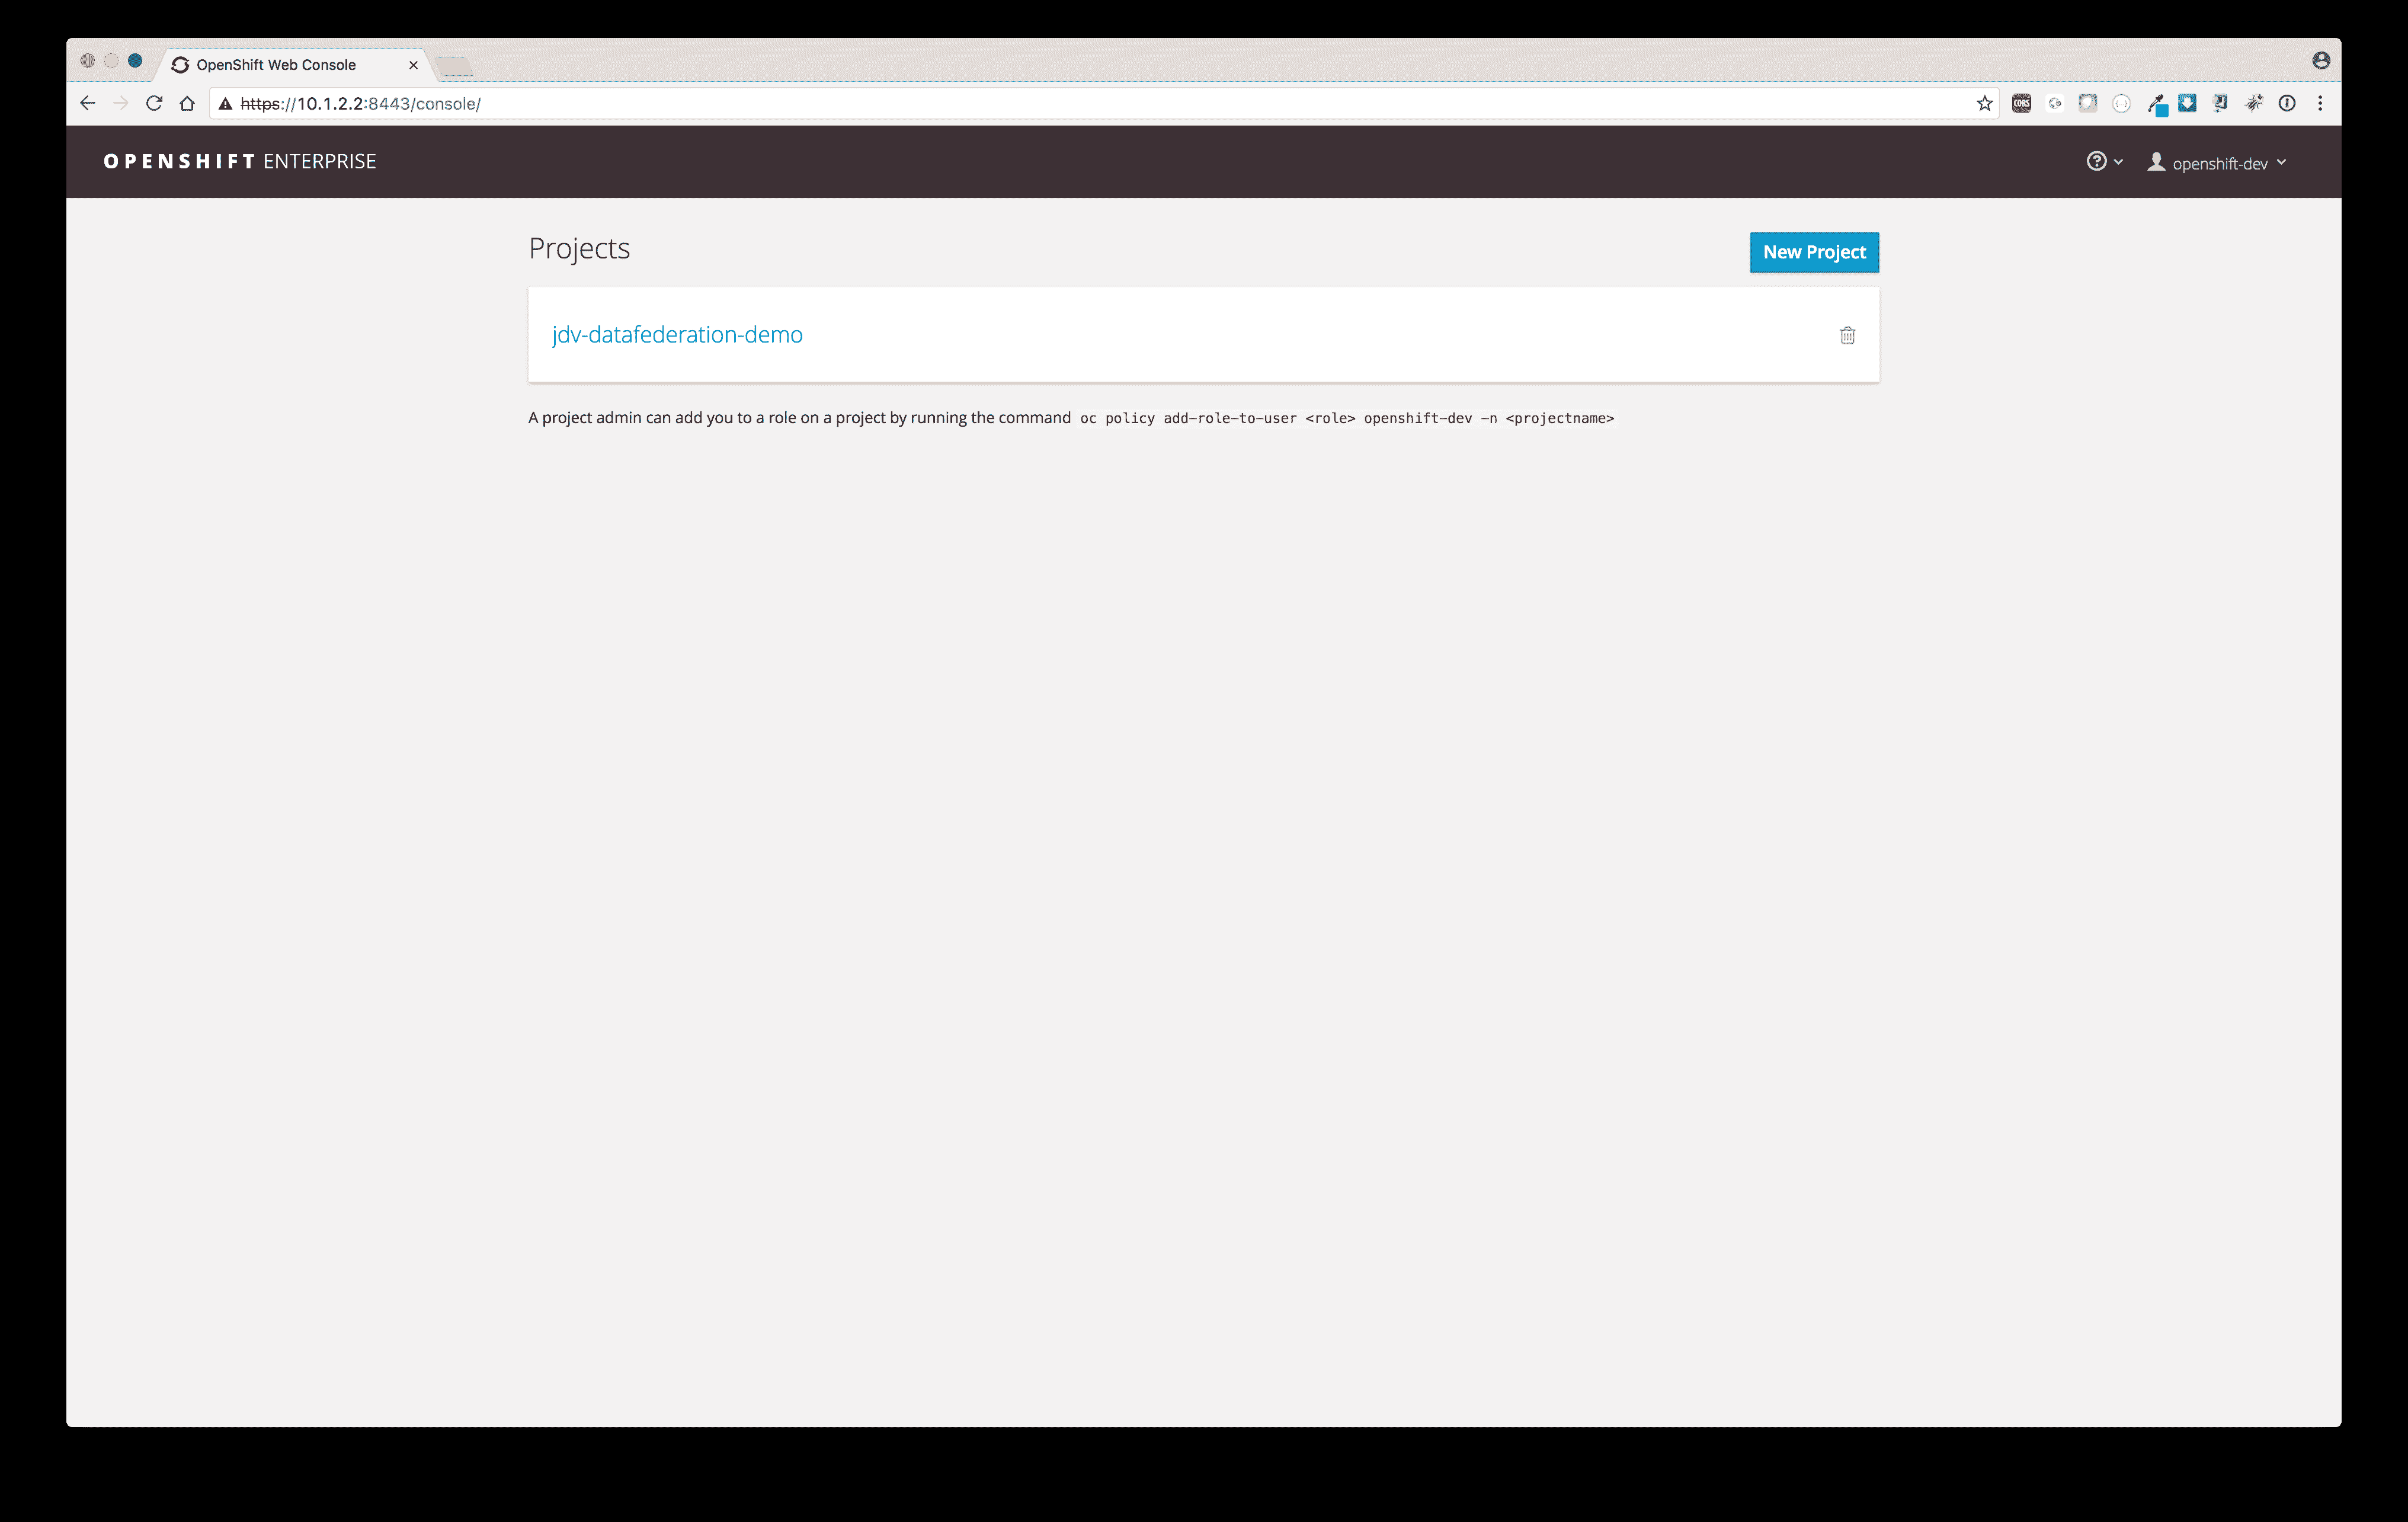 OpenShift Web Console
https://10.1.2.2:8443/console/
CORS
OPENSHIFT ENTERPRISE
openshift-dev
Projects
New Project
jdv-datafederation-demo
A project admin can add you to a role on a project by running the command oc policy add-role-to-user <role> openshift-dev -n <projectname>